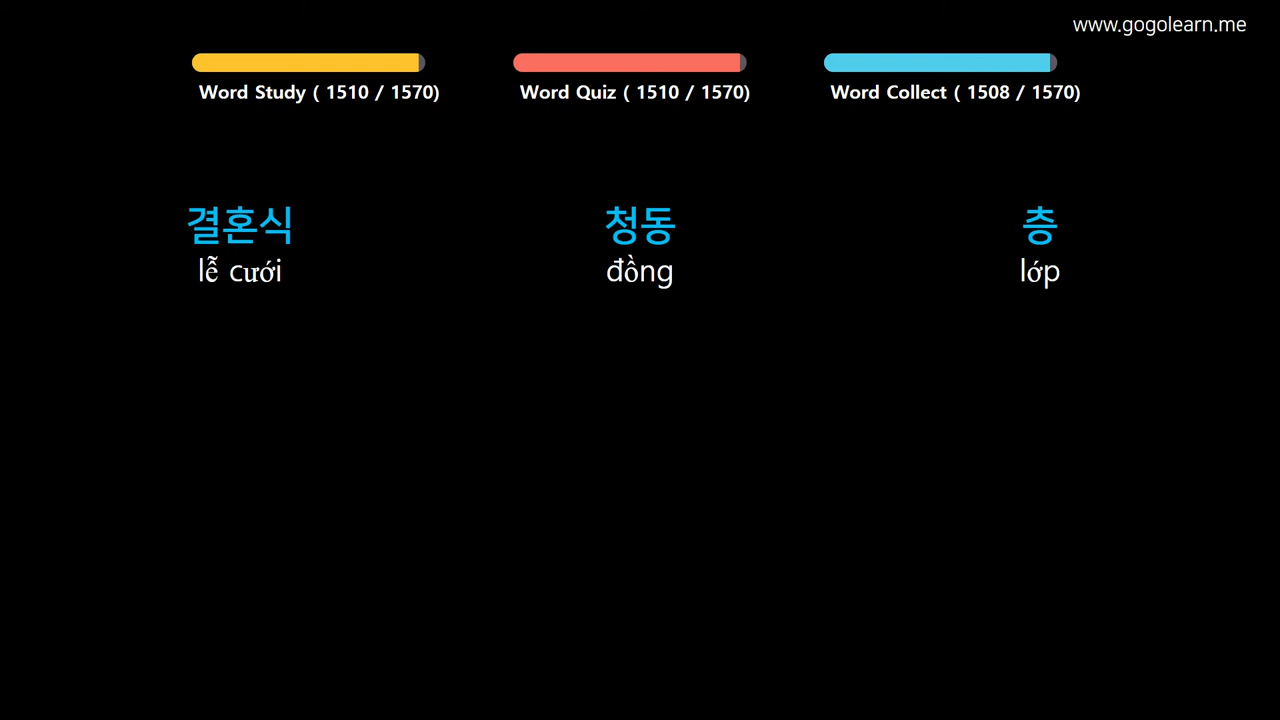 www.gogolearn.me
Word Study ( 1510 / 1570)
Word Quiz ( 1510 / 1570)
Word Collect ( 1508 / 1570)
결혼식
lễ cưới
청동
đồng
층
lớp